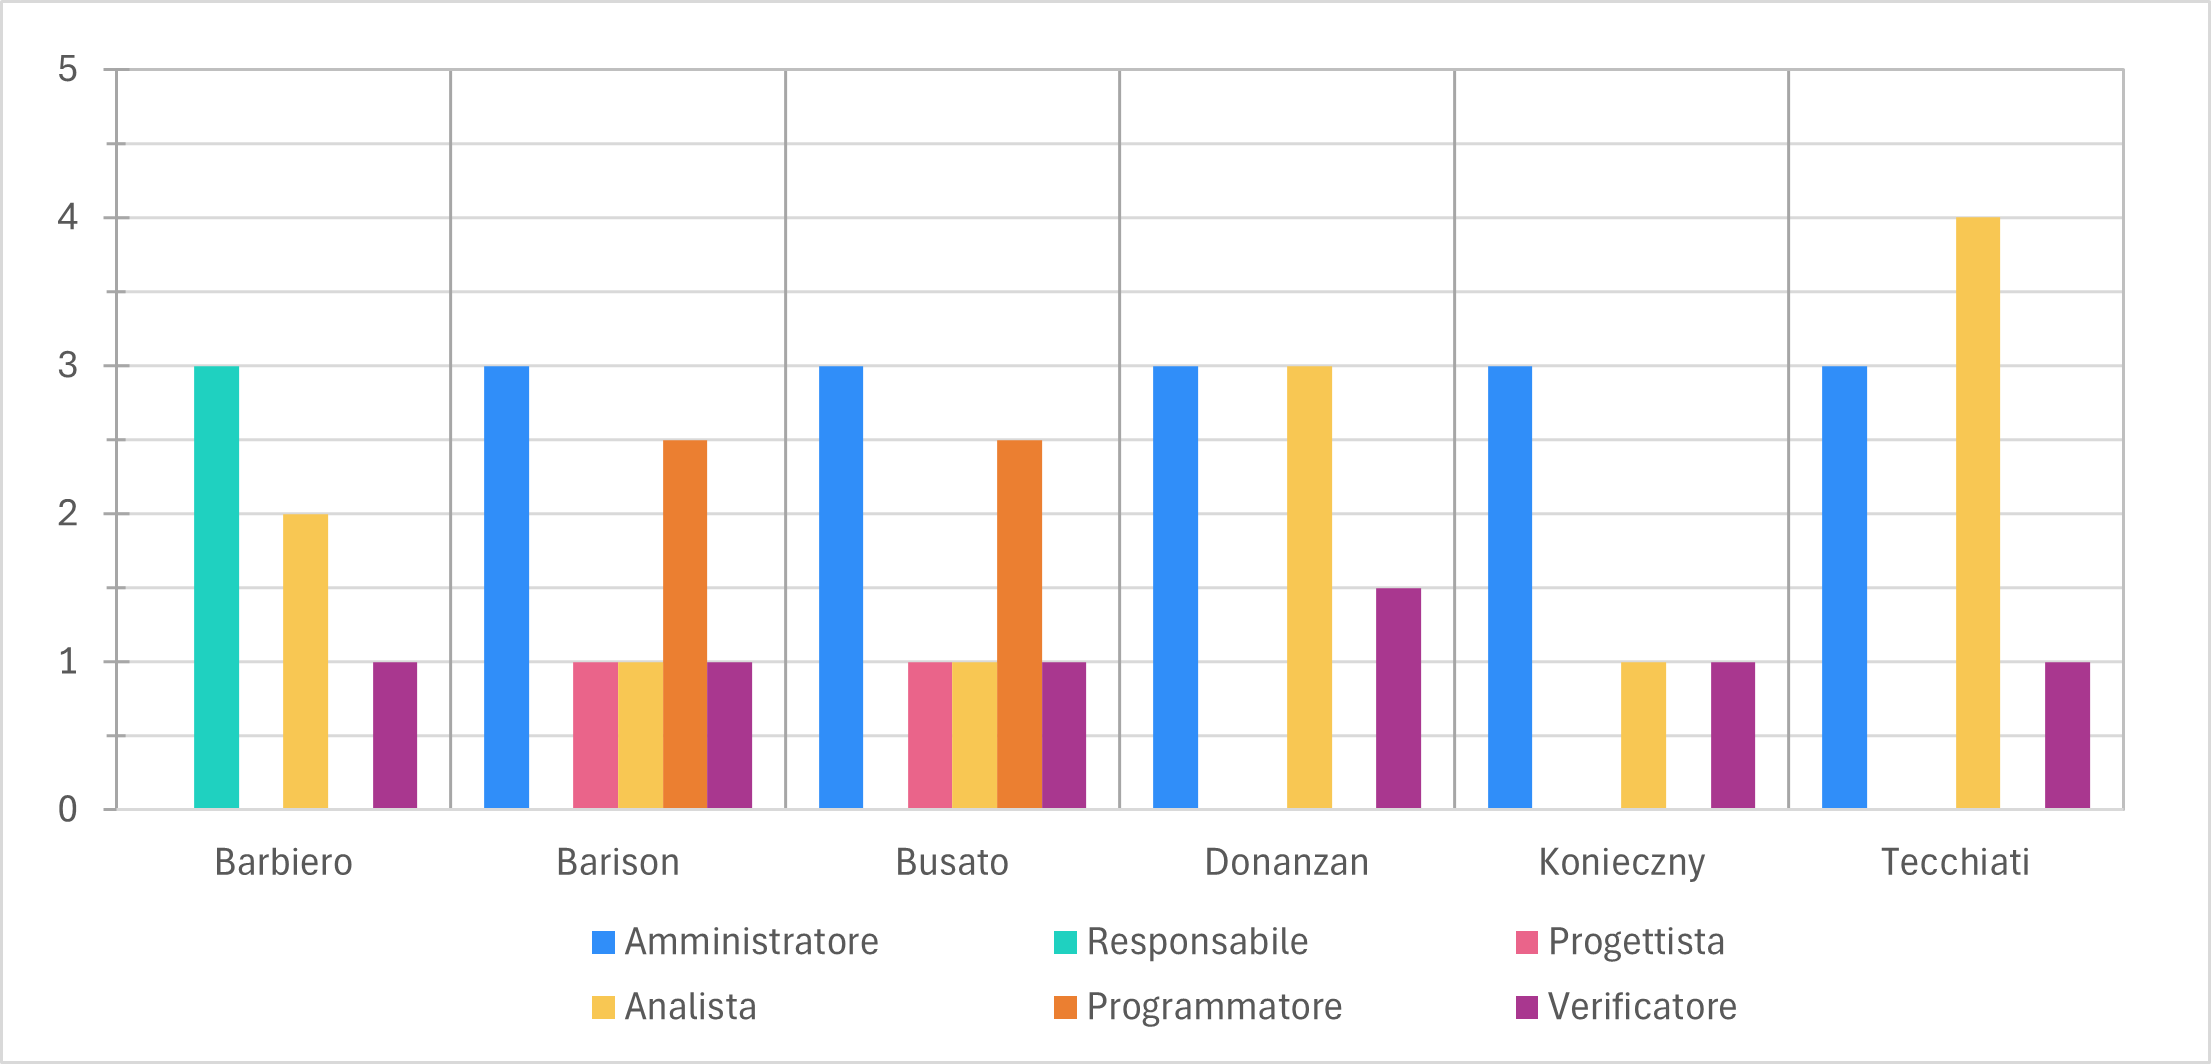 5
4
3
2
1
0
Barbiero Barison Busato Donanzan Konieczny Tecchiati
Amministratore Responsabile Progettista
Analista Programmatore Verificatore